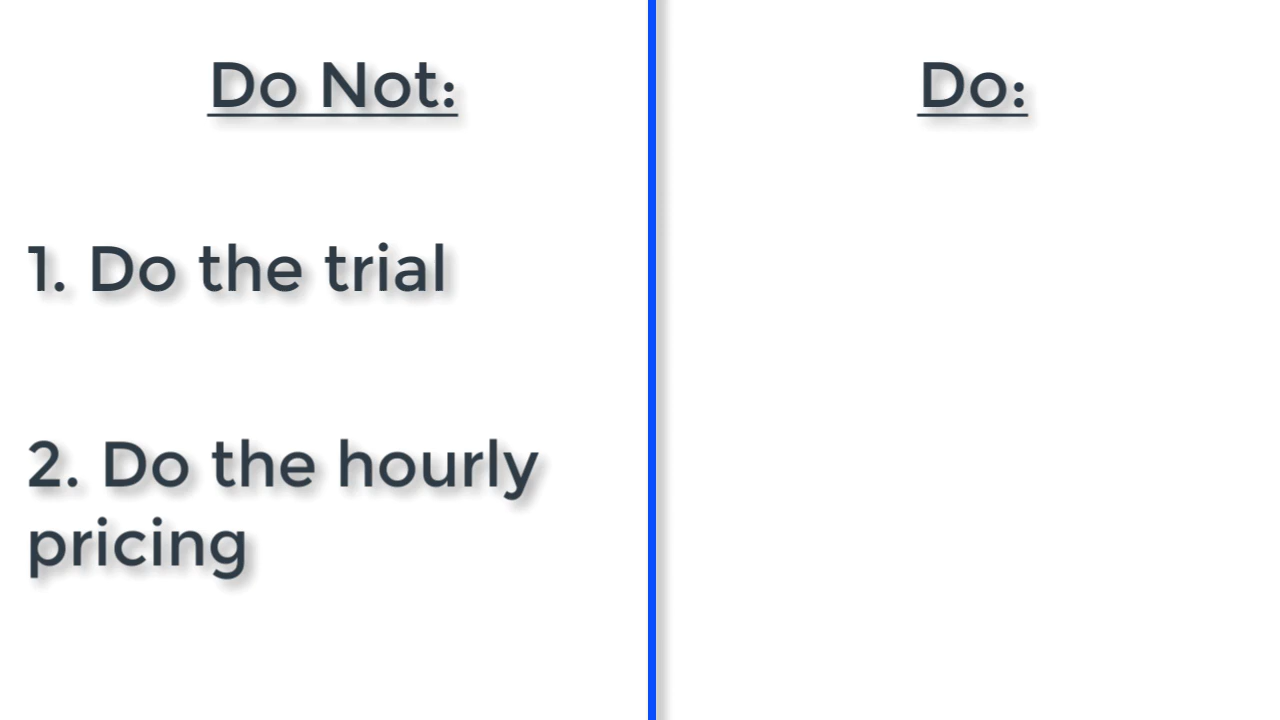 Do Not:
Do:
1. Do the trial
2. Do the hourly
pricing